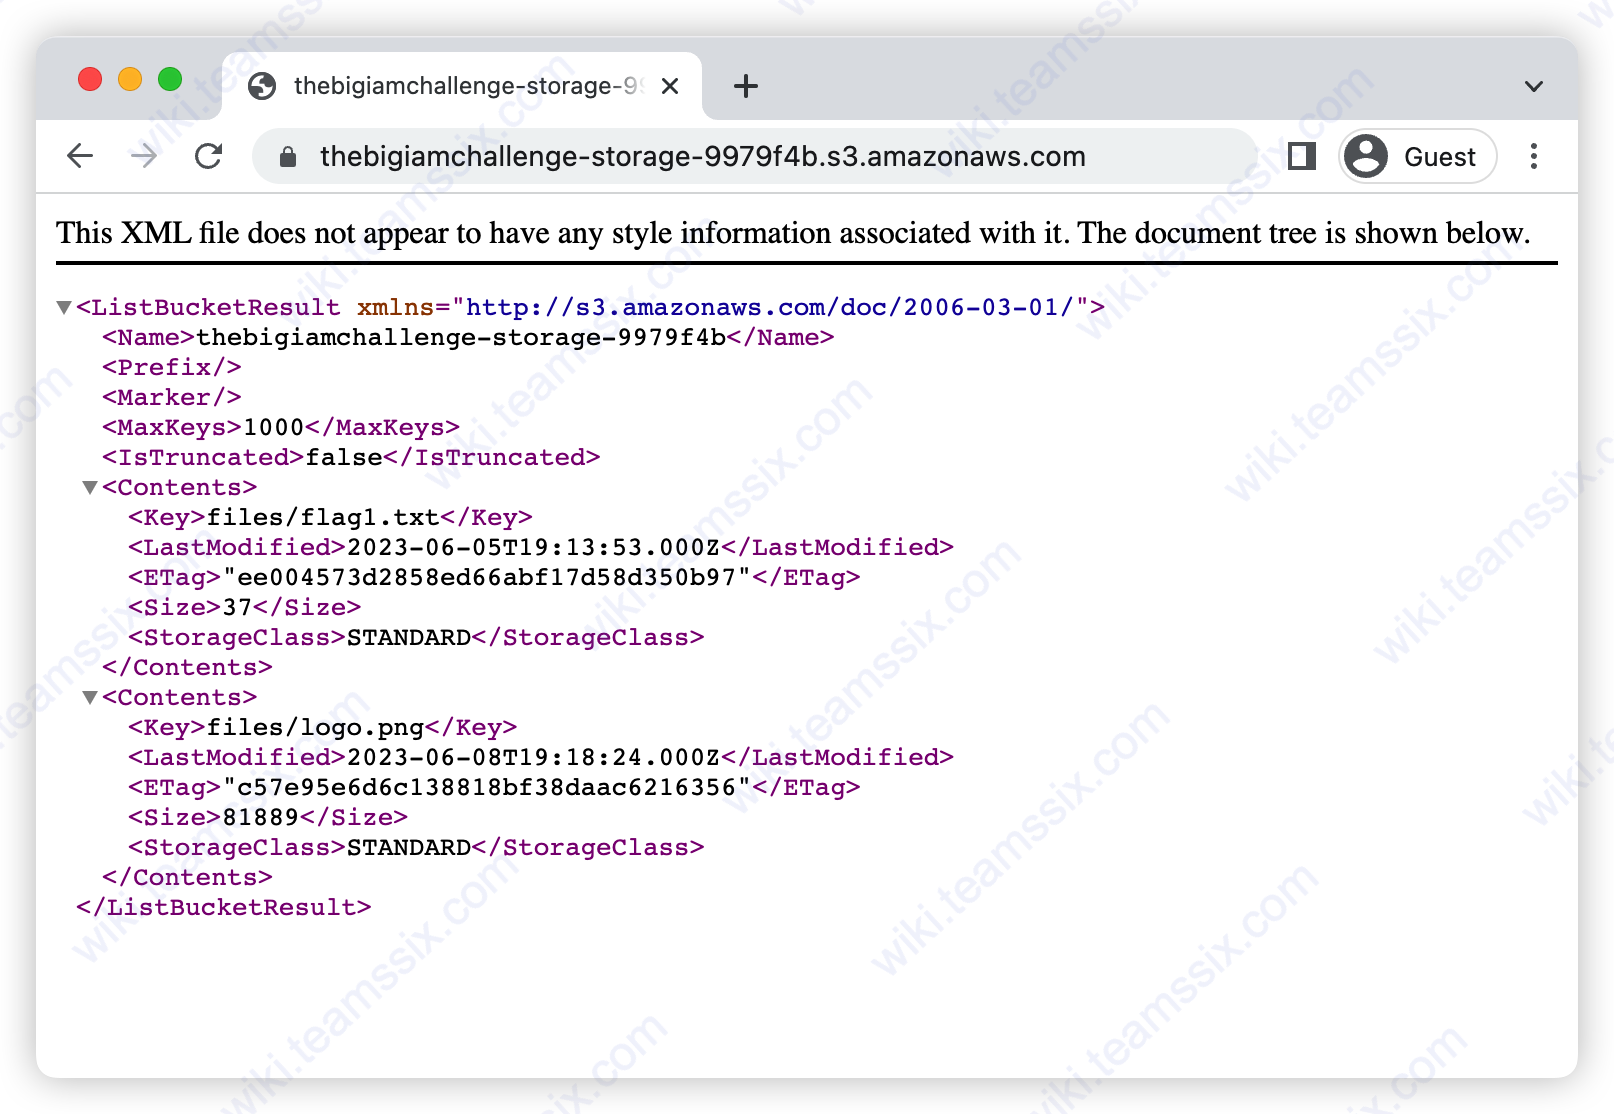 thebigiamchallenge-storage-99
thebigiamchallenge-storage-9979f4b.s3.amazonaws.com
Guest
This XML file does not appear to have any style information associated with it. The document tree is shown below.
<ListBucketResult xmlns="http://s3.amazonaws.com/doc/2006-03-01/">
<Name>thebigiamchallenge-storage-9979f4b</Name>
<Prefix/>
<Marker/>
<MaxKeys>1000</MaxKeys>
<IsTruncated>false</IsTruncated>
<Contents>
<Key>files/flag1.txt</Key>
<LastModified>2023-06-05T19:13:53.000Z</LastModified>
<ETag>"ee004573d2858ed66abf17d58d350b97"</ETag>
<Size>37</Size>
<StorageClass>STANDARD</StorageClass>
</Contents>
<Contents>
<Key>files/logo.png</Key>
<LastModified>2023-06-08T19:18:24.000Z</LastModified>
<ETag>"c57e95e6d6c138818bf38daac6216356"</ETag>
<Size>81889</Size>
<StorageClass>STANDARD</StorageClass>
</Contents>
</ListBucketResult>
wiki.teamssix.com